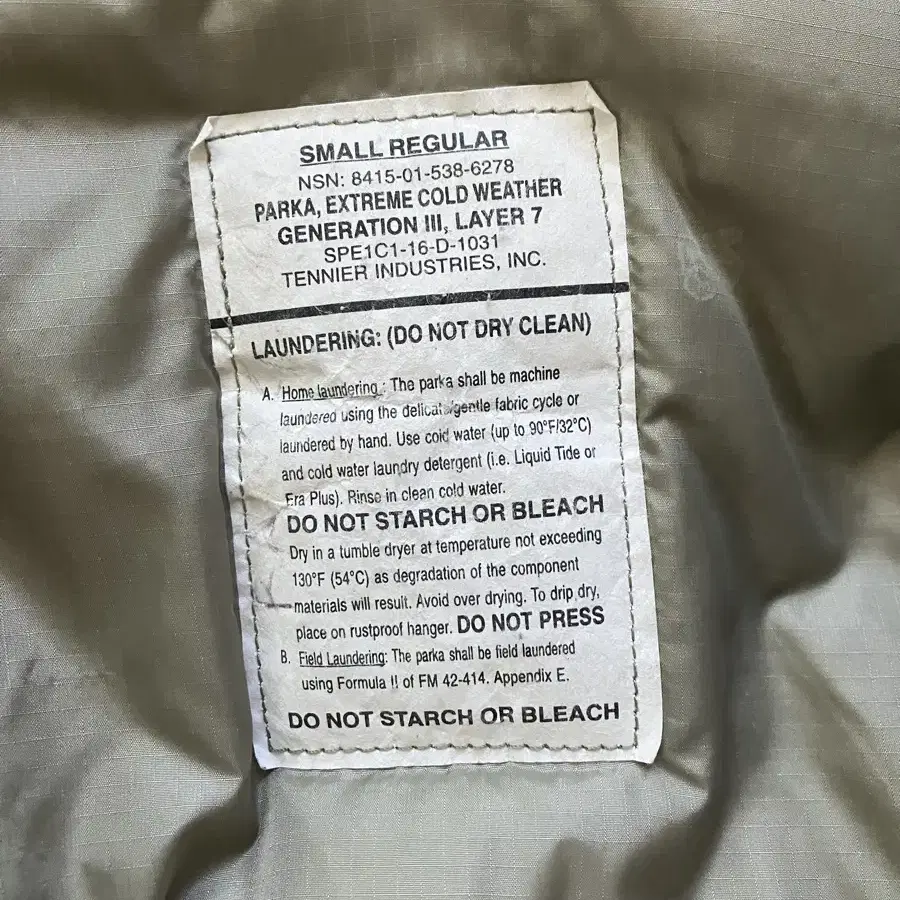 SMALL REGULAR
NSN: 8415-01-538-6278
PARKA, EXTREME COLD WEATHER
GENERATION III, LAYER 7
SPE1C1-16-D-1031
TENNIER INDUSTRIES, INC.
LAUNDERING: (DO NOT DRY CLEAN)
A. Home laundering : The parka shall be machine
laundered using the delicate/gentle fabric cycle or
laundered by hand. Use cold water (up to 90°F/32°C)
and cold water laundry detergent (i.e. Liquid Tide or
Era Plus). Rinse in clean cold water.
DO NOT STARCH OR BLEACH
Dry in a tumble dryer at temperature not exceeding
130°F (54°C) as degradation of the component
materials will result. Avoid over drying. To drip dry,
place on rustproof hanger. DO NOT PRESS
B. Field Laundering: The parka shall be field laundered
using Formula II of FM 42-414. Appendix E.
DO NOT STARCH OR BLEACH